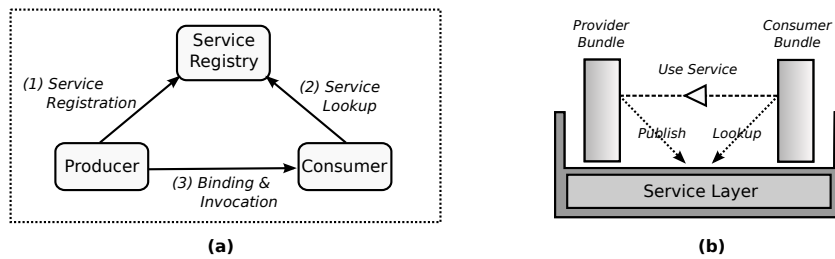 Service
Registry
(1) Service
Registration
(2) Service
Lookup
Producer
Consumer
(3) Binding &
Invocation
(a)
Provider
Bundle
Consumer
Bundle
Use Service
Publish
Lookup
Service Layer
(b)